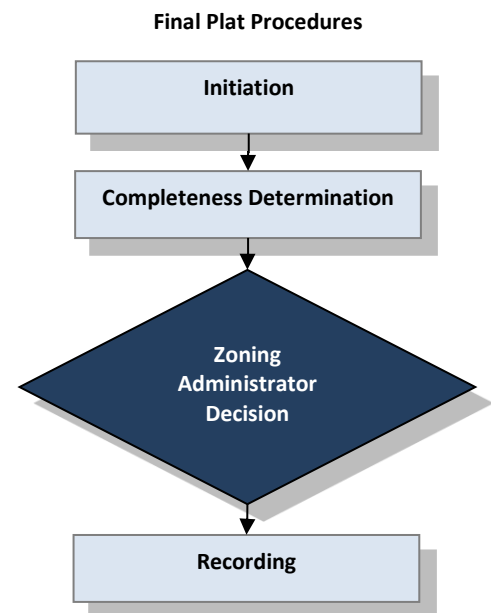 Final Plat Procedures
Initiation
Completeness Determination
Zoning
Administrator
Decision
Recording